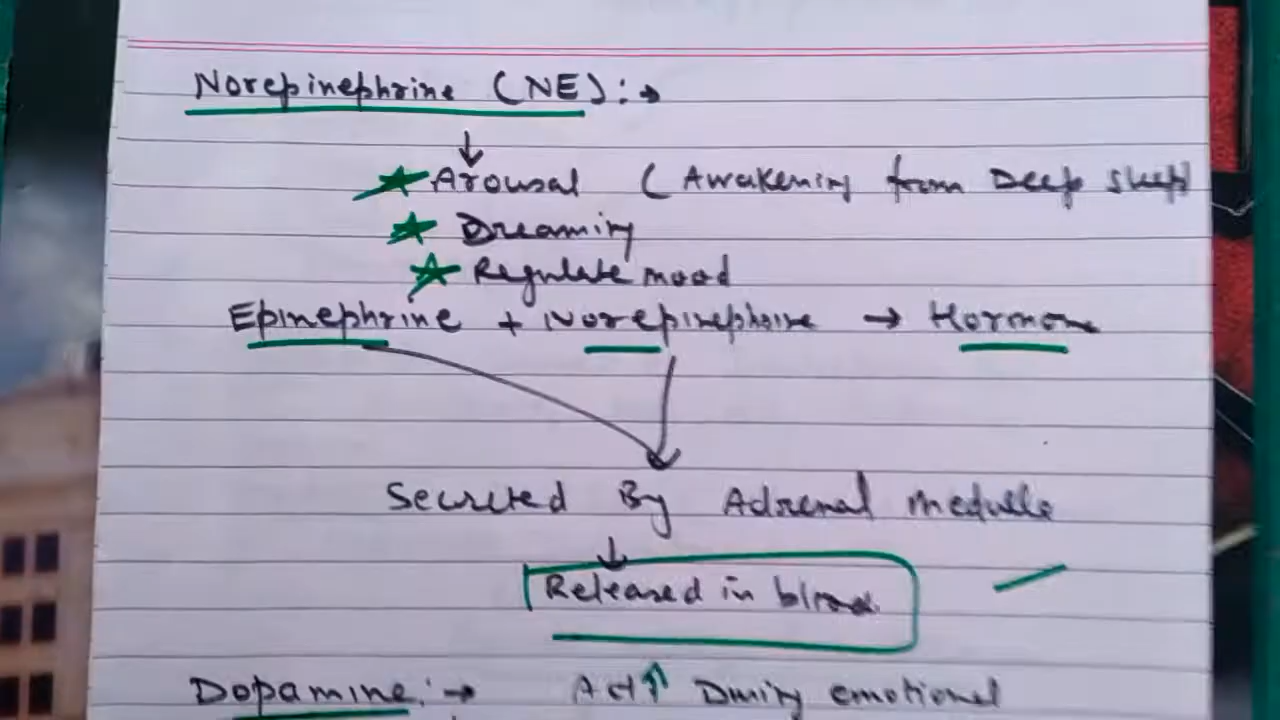 Norepinephrine (NE) :→
↓
★ Arousal ( Awakening from Deep sleep
★ Dreaming
★ Regulate mood
Epinephrine + Norepinephrine → Hormone
Secreted By Adrenal medulla
↓
Released in blood
Dopamine :→ Act↑ During emotional